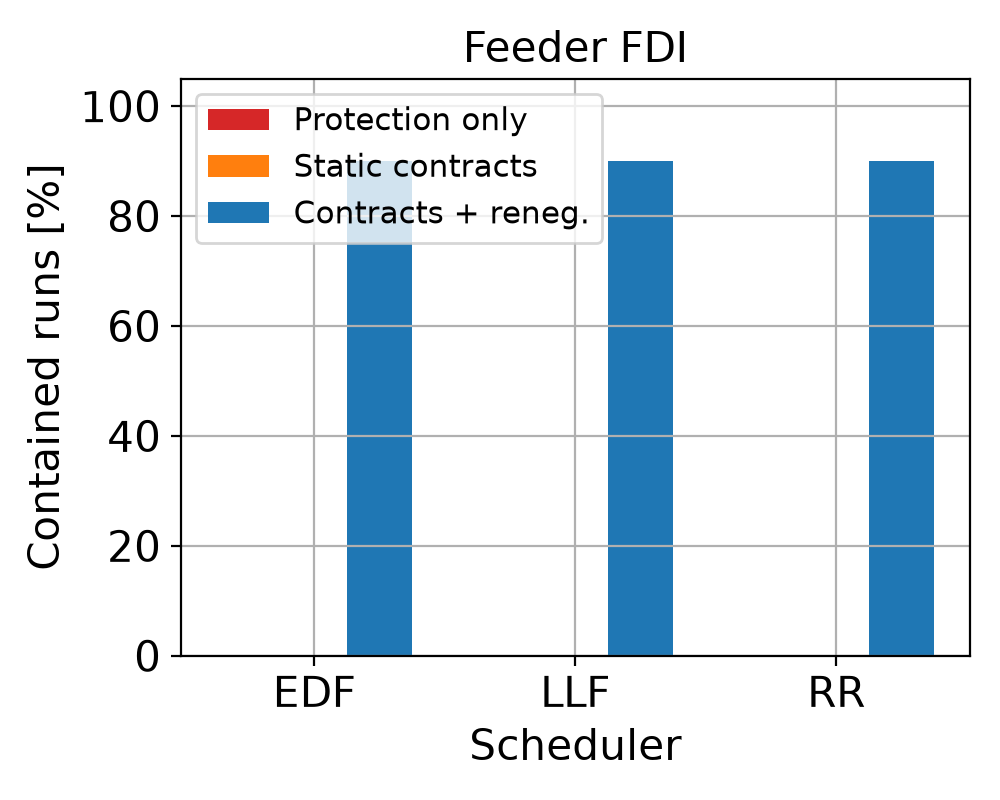 Feeder FDI
Contained runs [%]
100
80
60
40
20
0
Protection only
Static contracts
Contracts + reneg.
EDF
LLF
RR
Scheduler